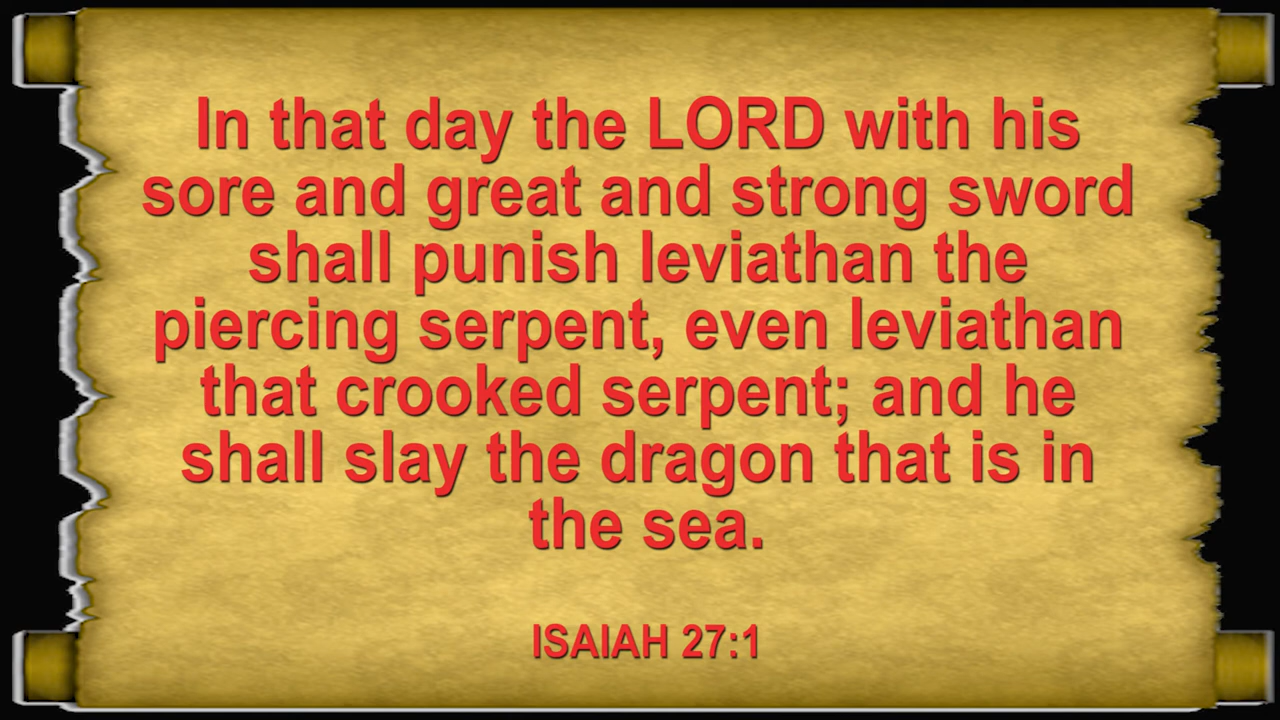 In that day the LORD with his
sore and great and strong sword
shall punish leviathan the
piercing serpent, even leviathan
that crooked serpent; and he
shall slay the dragon that is in
the sea.
ISAIAH 27:1